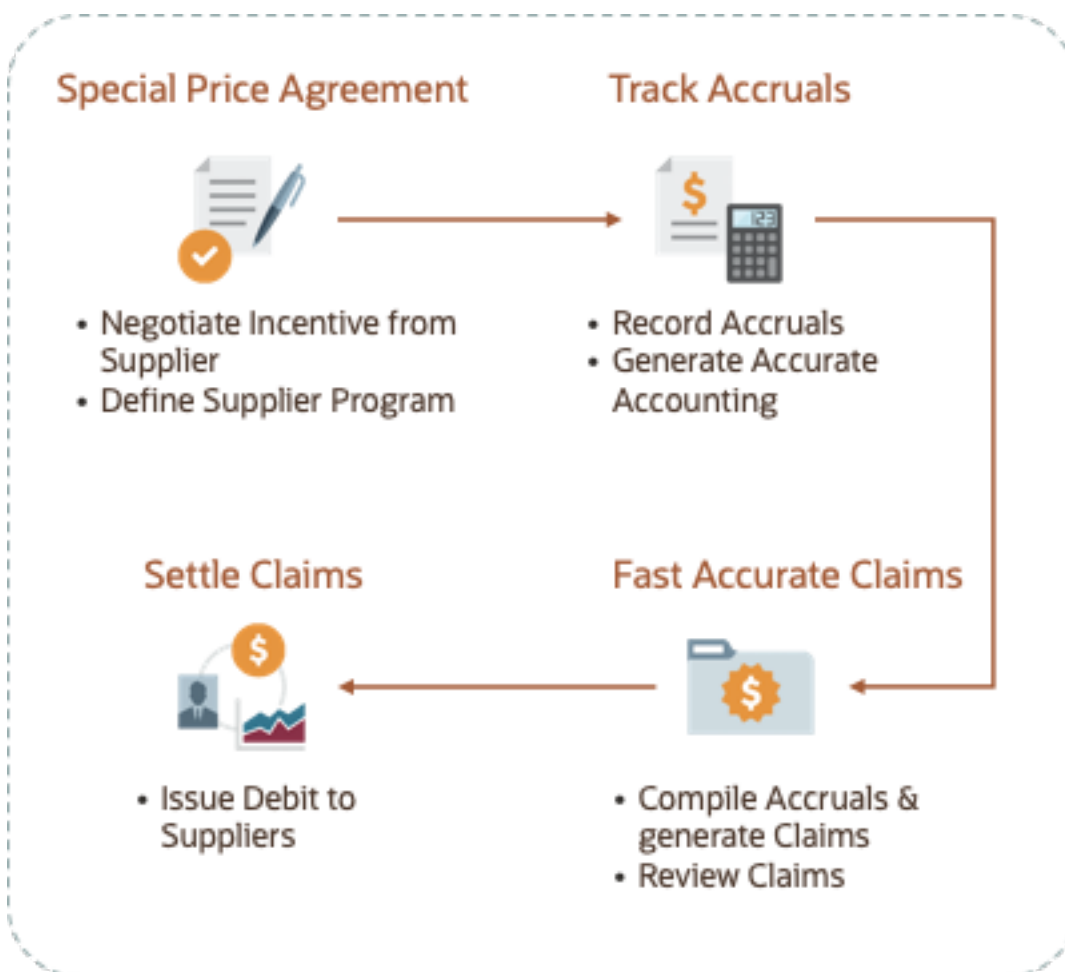 Special Price Agreement
• Negotiate Incentive from
Supplier
• Define Supplier Program
Track Accruals
$
123
• Record Accruals
• Generate Accurate
Accounting
Fast Accurate Claims
$
• Compile Accruals &
generate Claims
• Review Claims
Settle Claims
$
• Issue Debit to
Suppliers